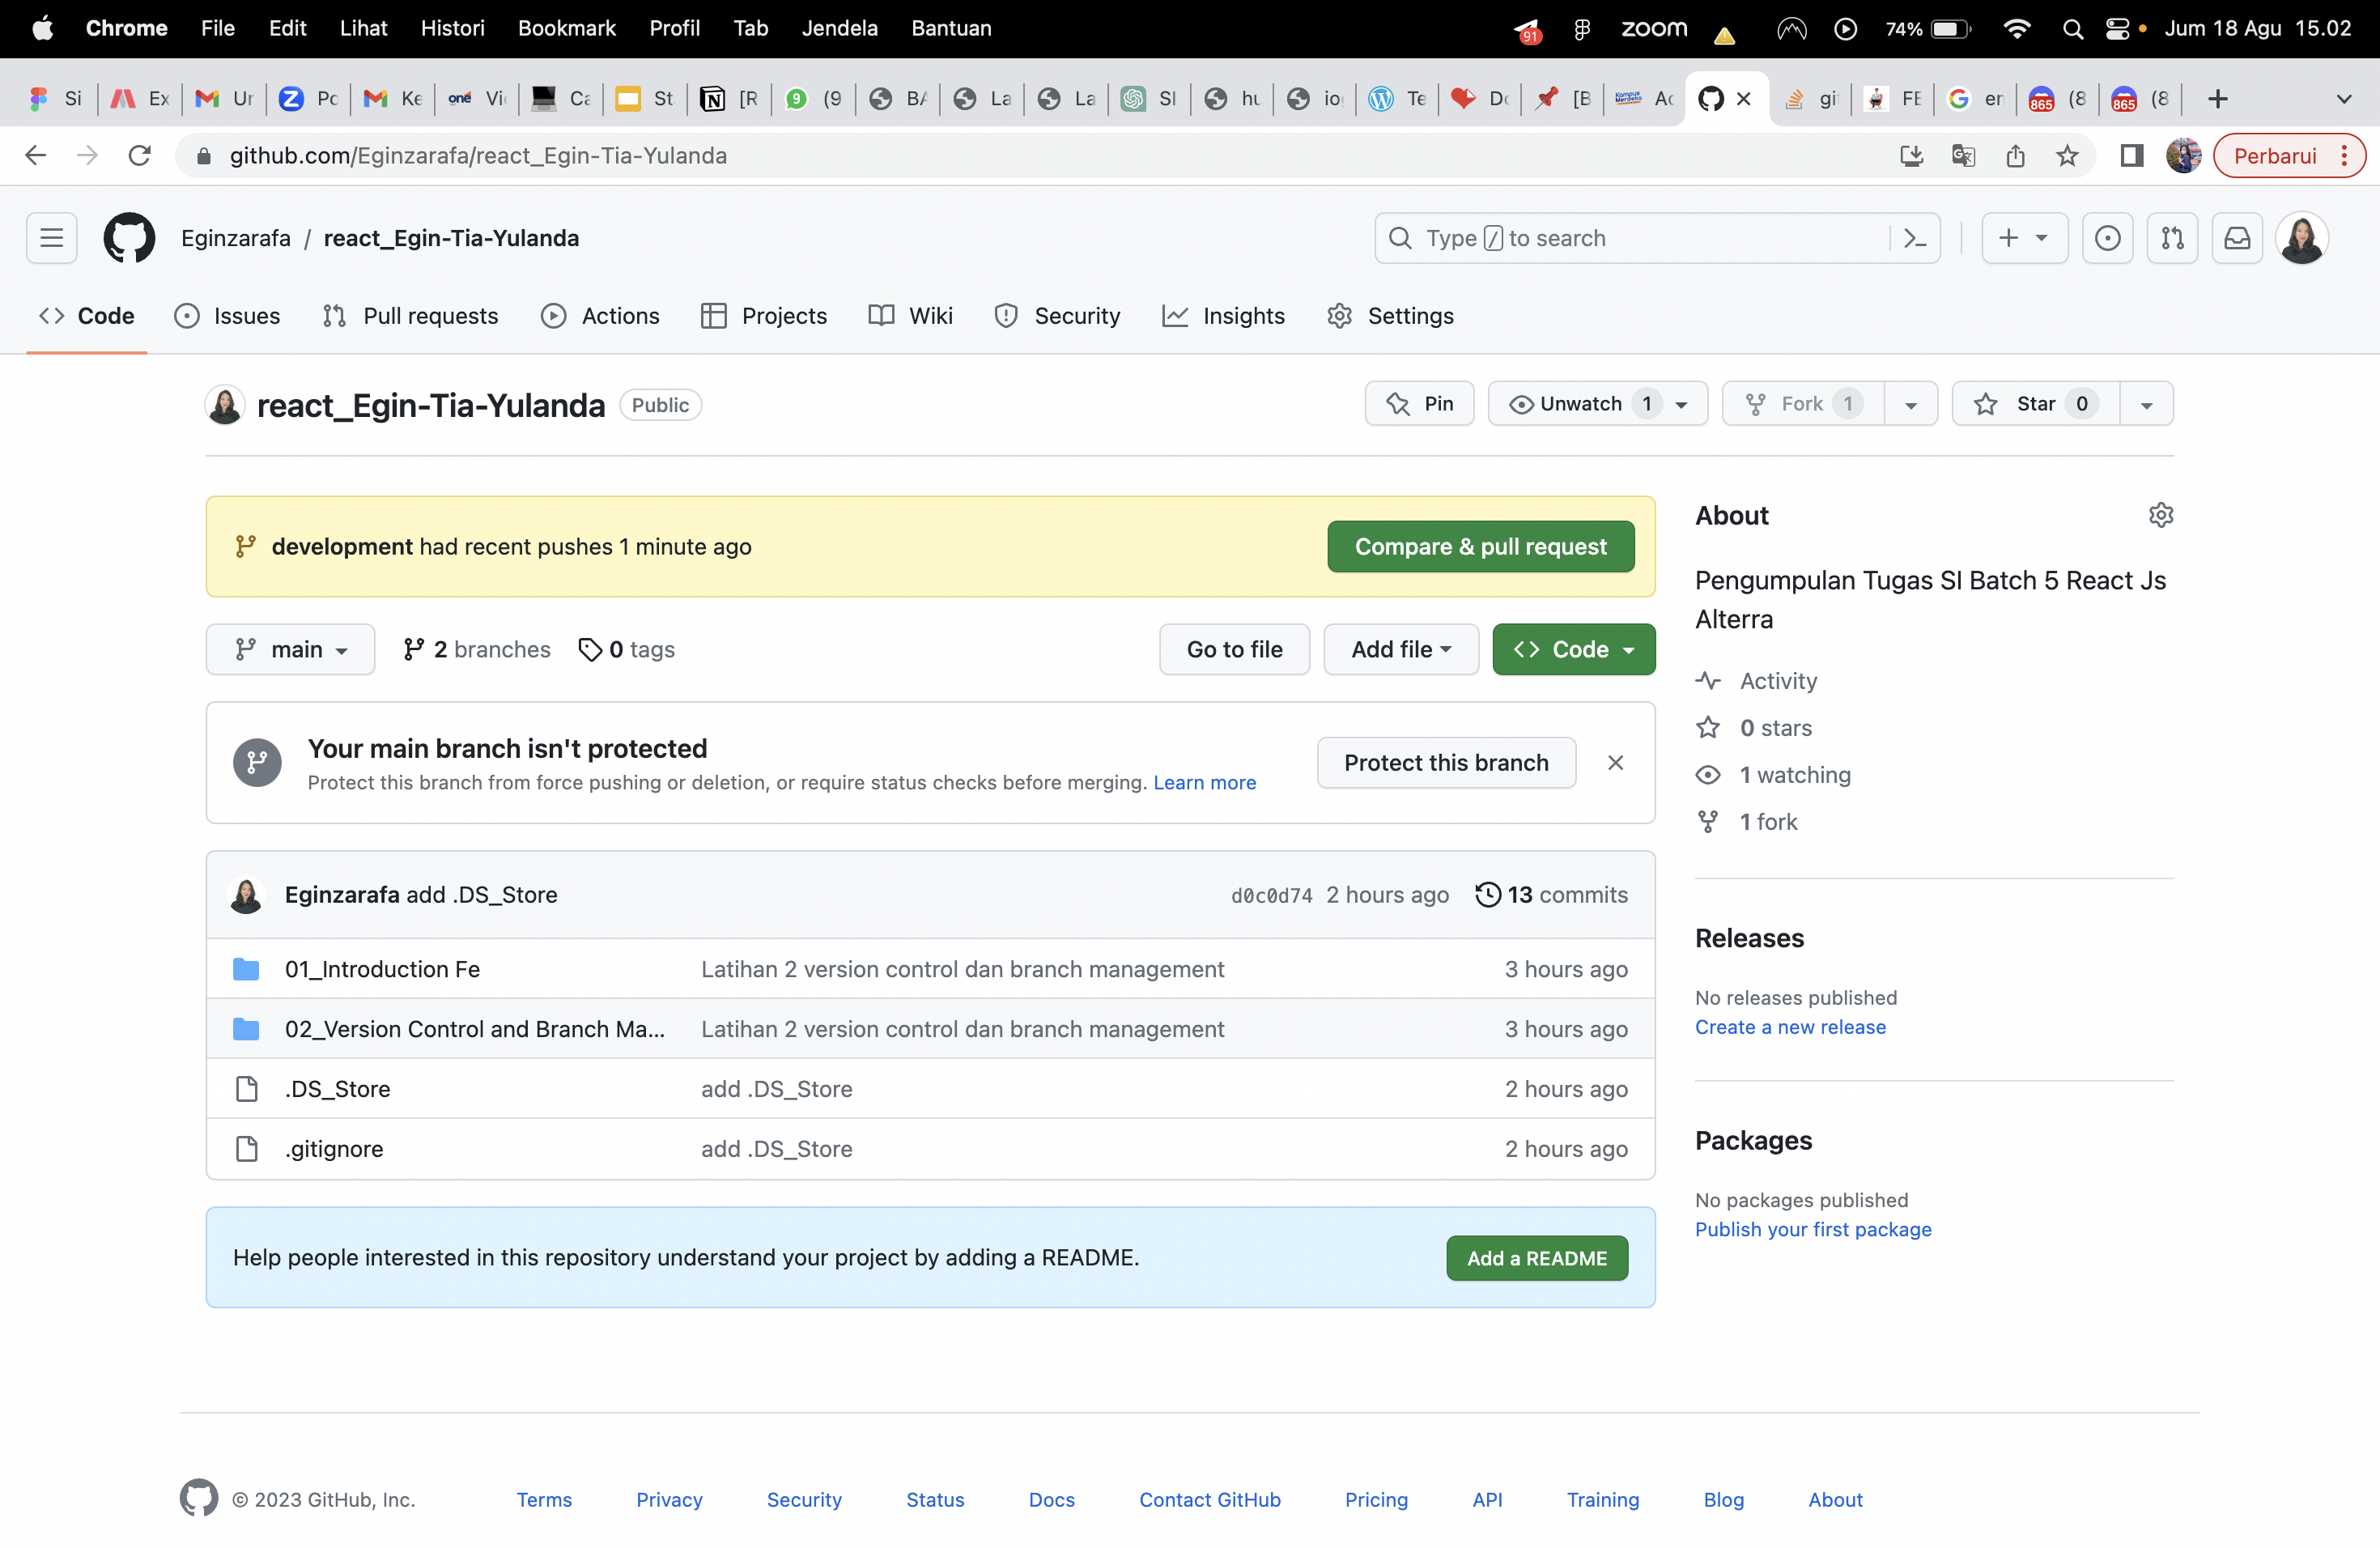 Chrome File Edit Lihat Histori Bookmark Profil Tab Jendela Bantuan 91 zoom 74% Jum 18 Agu 15.02
Si Ex Ur Po Ke one Vi Ca St [R 9 (9 BA La La SI hu io Te Do [B Kampus Merdeka Ac gi FE en 865 (8 865 (8
github.com/Eginzarafa/react_Egin-Tia-Yulanda Perbarui
Eginzarafa / react_Egin-Tia-Yulanda Type / to search
Code Issues Pull requests Actions Projects Wiki Security Insights Settings
react_Egin-Tia-Yulanda Public Pin Unwatch 1 Fork 1 Star 0
development had recent pushes 1 minute ago Compare & pull request
main 2 branches 0 tags Go to file Add file Code
Your main branch isn't protected
Protect this branch from force pushing or deletion, or require status checks before merging. Learn more
Protect this branch
Eginzarafa add .DS_Store d0c0d74 2 hours ago 13 commits
01_Introduction Fe Latihan 2 version control dan branch management 3 hours ago
02_Version Control and Branch Ma... Latihan 2 version control dan branch management 3 hours ago
.DS_Store add .DS_Store 2 hours ago
.gitignore add .DS_Store 2 hours ago
Help people interested in this repository understand your project by adding a README. Add a README
About
Pengumpulan Tugas SI Batch 5 React Js
Alterra
Activity
0 stars
1 watching
1 fork
Releases
No releases published
Create a new release
Packages
No packages published
Publish your first package
© 2023 GitHub, Inc. Terms Privacy Security Status Docs Contact GitHub Pricing API Training Blog About